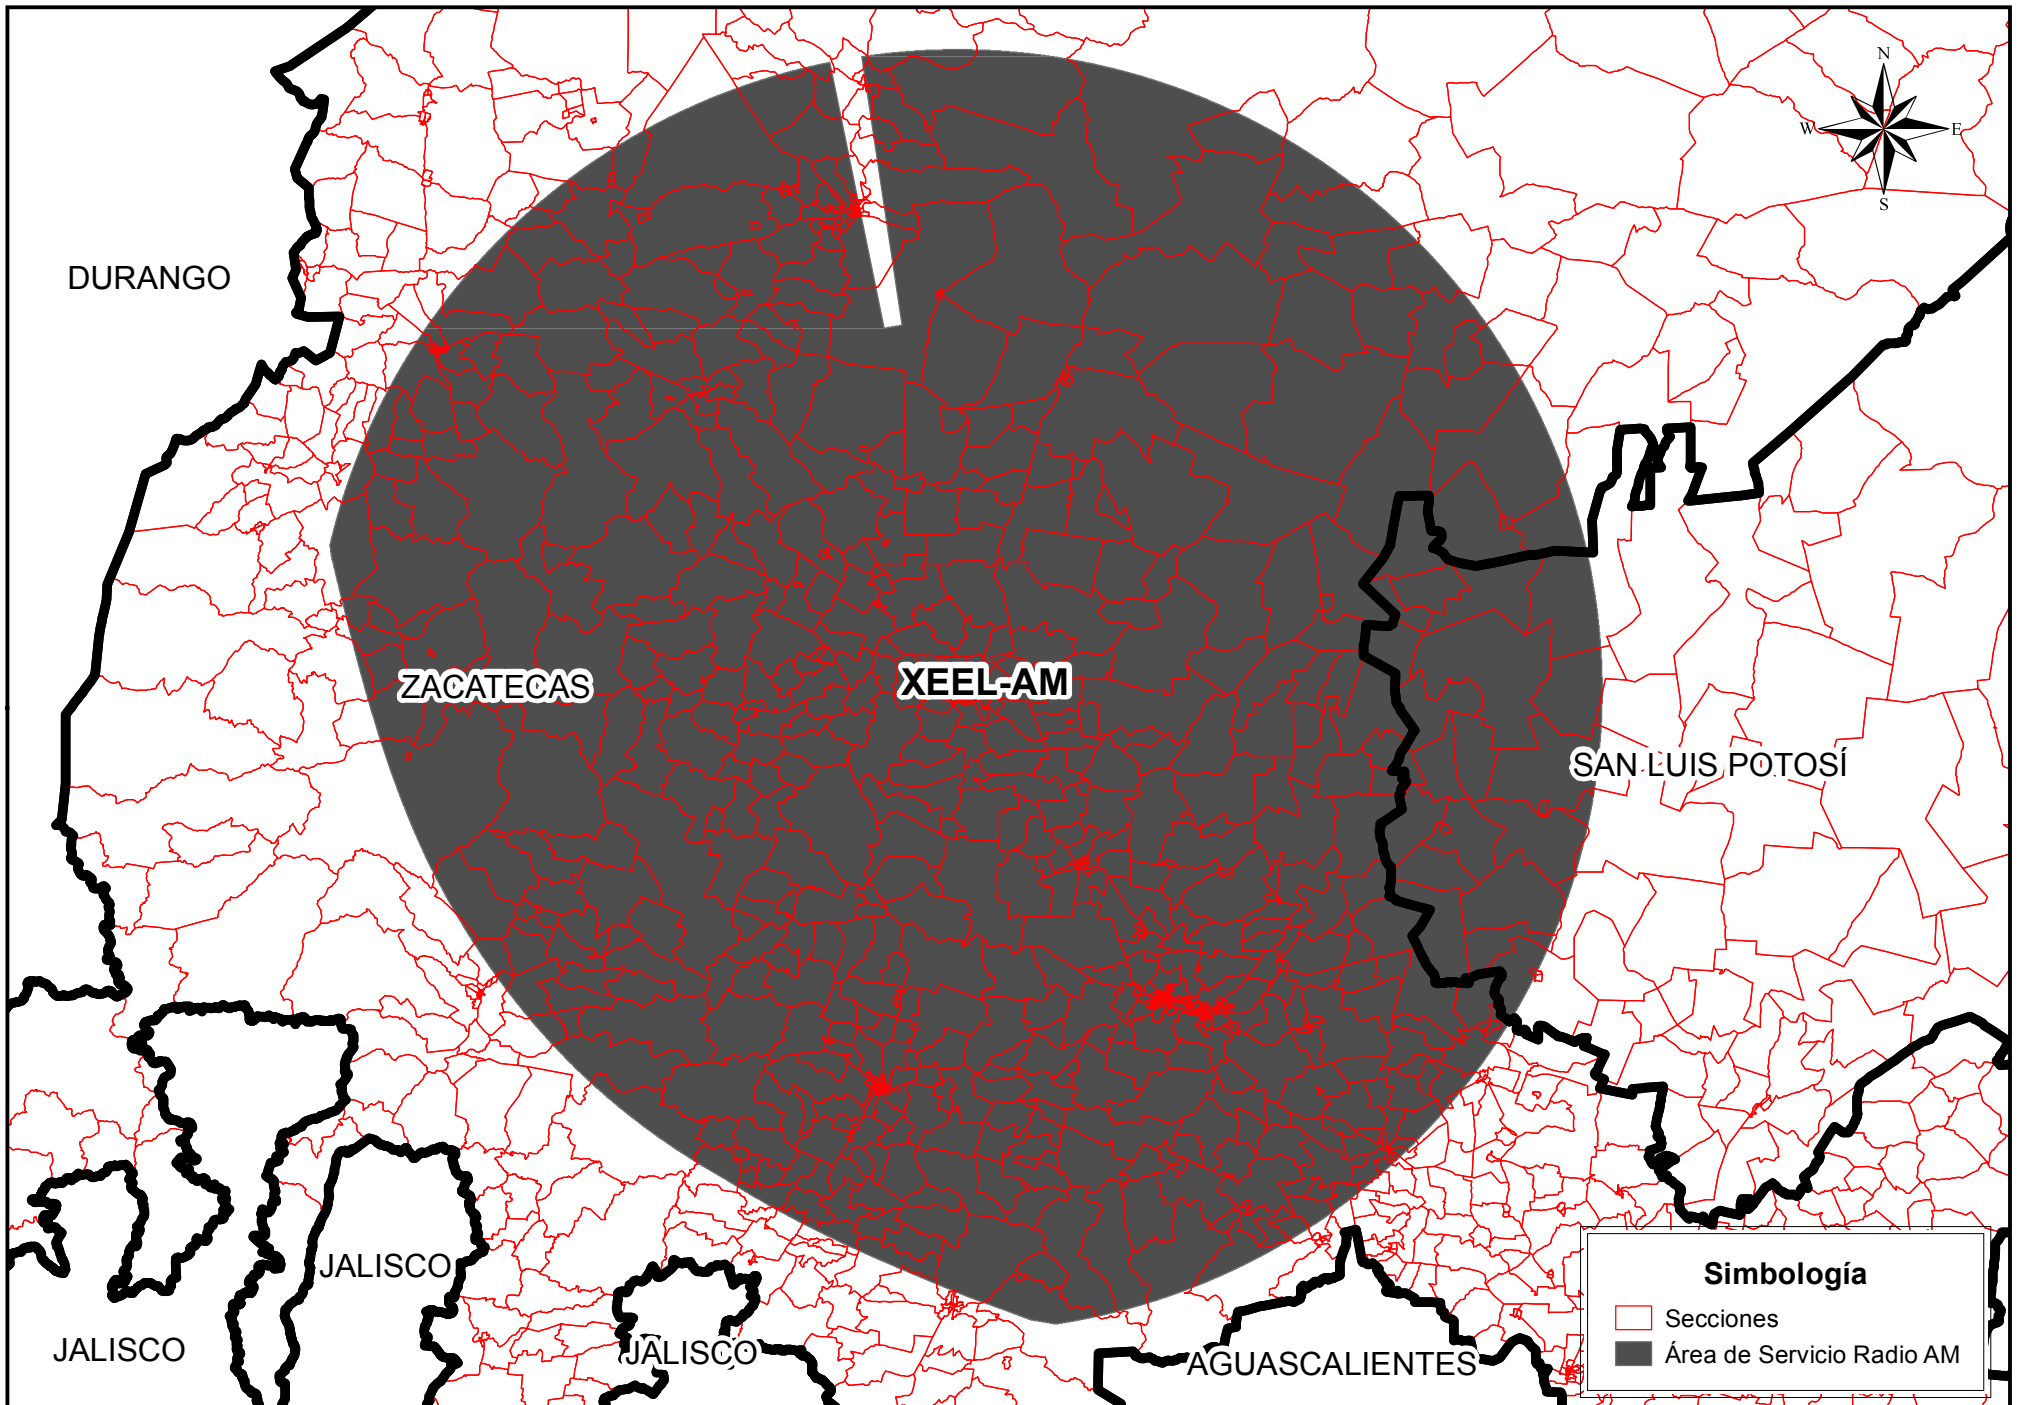 N
W E
S
DURANGO
ZACATECAS
XEEL-AM
SAN LUIS POTOSÍ
JALISCO
JALISCO
JALISCO
AGUASCALIENTES
Simbología
Secciones
Área de Servicio Radio AM